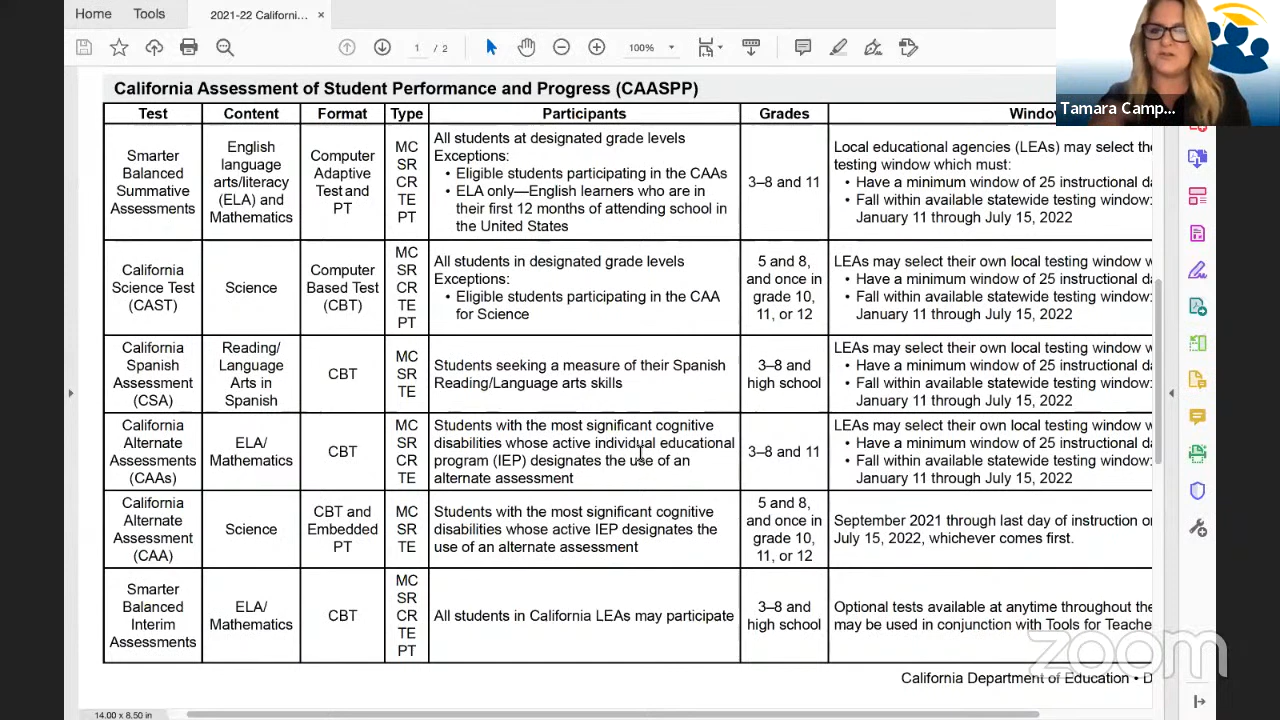 Home Tools 2021-22 Californi... ×
1 / 2 100%
Tamara Camp...
California Assessment of Student Performance and Progress (CAASPP)
Test Content Format Type Participants Grades Windo
Smarter
Balanced
Summative
Assessments
English
language
arts/literacy
(ELA) and
Mathematics
Computer
Adaptive
Test and
PT
MC
SR
CR
TE
PT
All students at designated grade levels
Exceptions:
• Eligible students participating in the CAAs
• ELA only—English learners who are in
their first 12 months of attending school in
the United States
3–8 and 11
Local educational agencies (LEAs) may select the
testing window which must:
• Have a minimum window of 25 instructional da
• Fall within available statewide testing window:
January 11 through July 15, 2022
California
Science Test
(CAST)
Science
Computer
Based Test
(CBT)
MC
SR
CR
TE
PT
All students in designated grade levels
Exceptions:
• Eligible students participating in the CAA
for Science
5 and 8,
and once in
grade 10,
11, or 12
LEAs may select their own local testing window w
• Have a minimum window of 25 instructional da
• Fall within available statewide testing window:
January 11 through July 15, 2022
California
Spanish
Assessment
(CSA)
Reading/
Language
Arts in
Spanish
CBT
MC
SR
TE
Students seeking a measure of their Spanish
Reading/Language arts skills
3–8 and
high school
LEAs may select their own local testing window w
• Have a minimum window of 25 instructional da
• Fall within available statewide testing window:
January 11 through July 15, 2022
California
Alternate
Assessments
(CAAs)
ELA/
Mathematics
CBT
MC
SR
CR
TE
Students with the most significant cognitive
disabilities whose active individual educational
program (IEP) designates the use of an
alternate assessment
3–8 and 11
LEAs may select their own local testing window w
• Have a minimum window of 25 instructional da
• Fall within available statewide testing window:
January 11 through July 15, 2022
California
Alternate
Assessment
(CAA)
Science
CBT and
Embedded
PT
MC
SR
TE
Students with the most significant cognitive
disabilities whose active IEP designates the
use of an alternate assessment
5 and 8,
and once in
grade 10,
11, or 12
September 2021 through last day of instruction or
July 15, 2022, whichever comes first.
Smarter
Balanced
Interim
Assessments
ELA/
Mathematics
CBT
MC
SR
CR
TE
PT
All students in California LEAs may participate
3–8 and
high school
Optional tests available at anytime throughout the
may be used in conjunction with Tools for Teache
zoom
California Department of Education • D
14.00 x 8.50 in